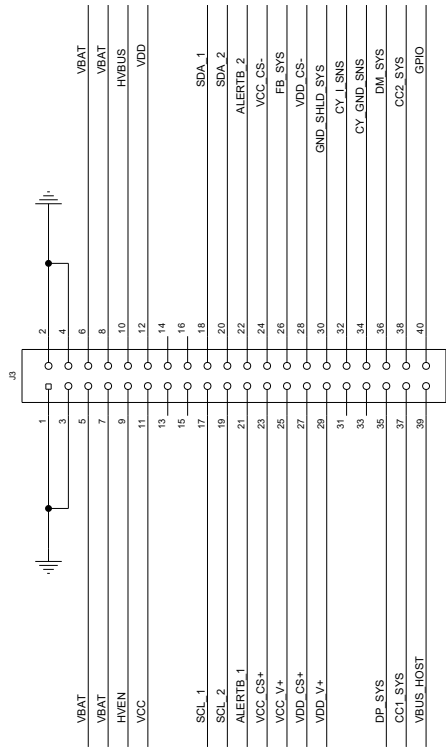 J3
1 2
3 4
VBAT 5 6 VBAT
VBAT 7 8 VBAT
HVEN 9 10 HVBUS
VCC 11 12 VDD
13 14
15 16
SCL_1 17 18 SDA_1
SCL_2 19 20 SDA_2
ALERTB_1 21 22 ALERTB_2
VCC_CS+ 23 24 VCC_CS-
VCC_V+ 25 26 FB_SYS
VDD_CS+ 27 28 VDD_CS-
VDD_V+ 29 30 GND_SHLD_SYS
31 32 CY_I_SNS
33 34 CY_GND_SNS
DP_SYS 35 36 DM_SYS
CC1_SYS 37 38 CC2_SYS
VBUS_HOST 39 40 GPIO